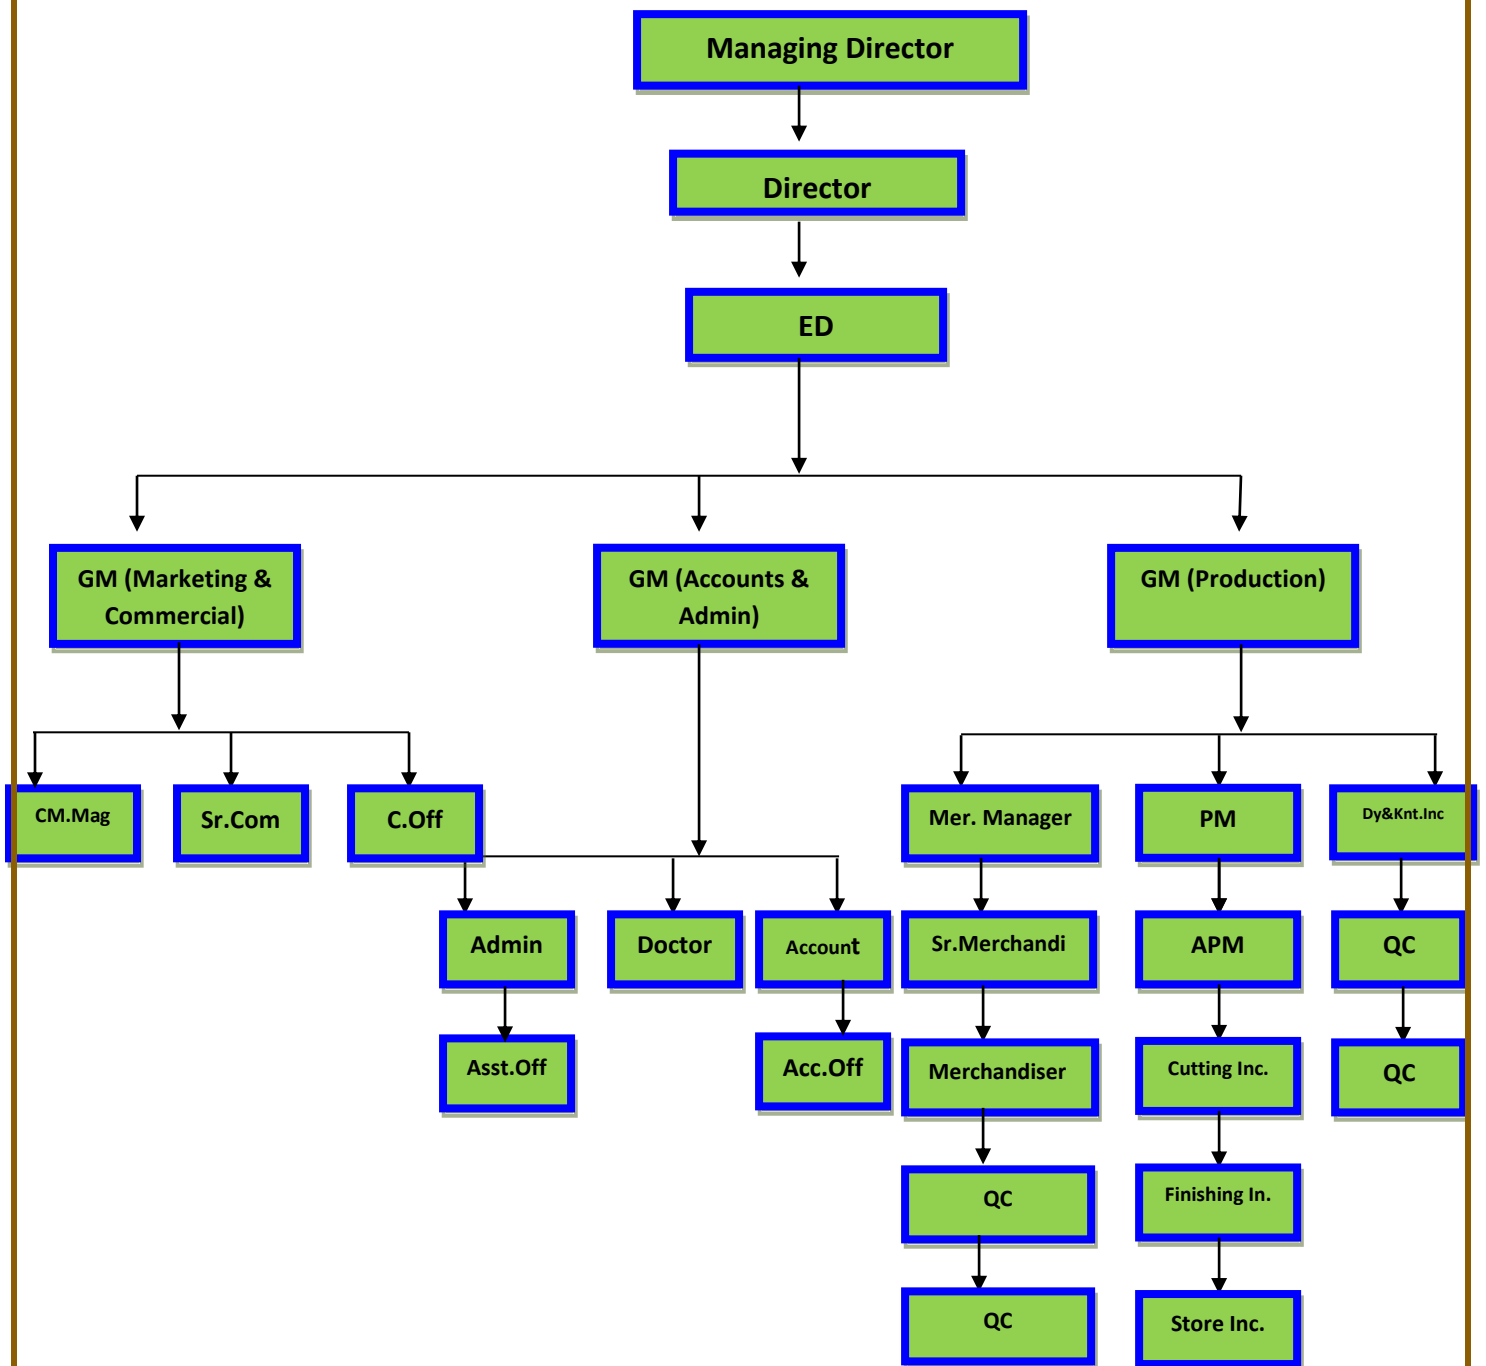 Managing Director
Director
ED
GM (Marketing &
Commercial)
GM (Accounts &
Admin)
GM (Production)
CM.Mag
Sr.Com
C.Off
Mer. Manager
PM
Dy&Knt.Inc
Admin
Doctor
Account
Sr.Merchandi
APM
QC
Asst.Off
Acc.Off
Merchandiser
Cutting Inc.
QC
QC
Finishing In.
QC
Store Inc.